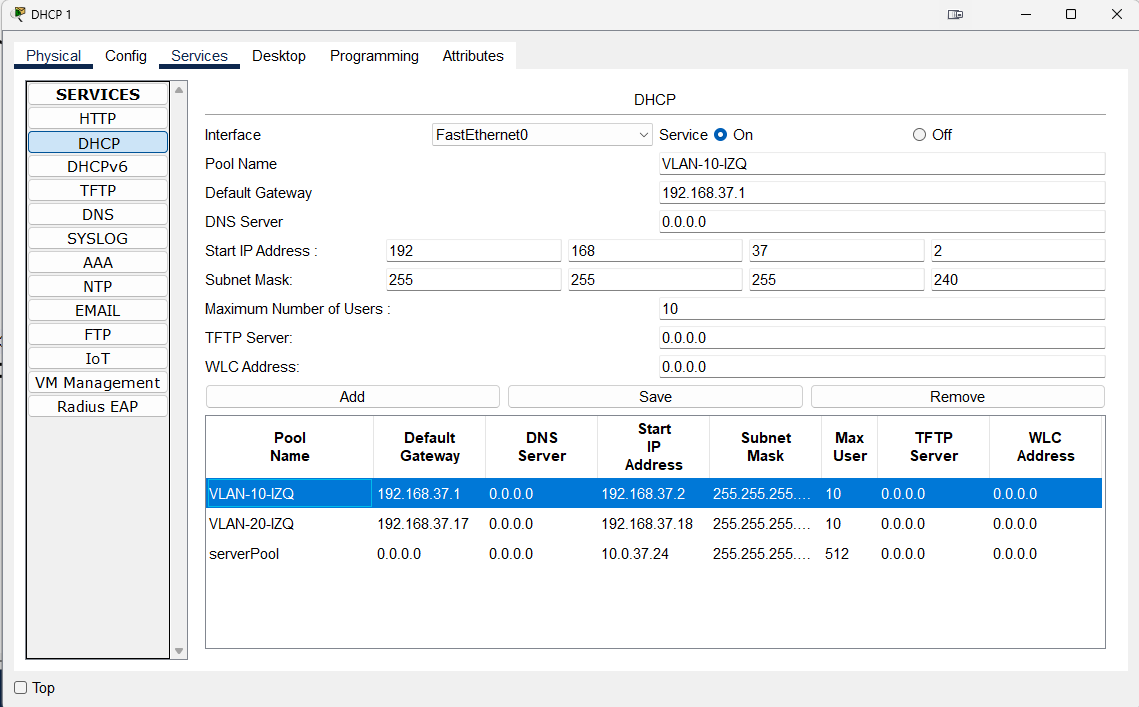 DHCP 1
Physical Config Services Desktop Programming Attributes
SERVICES
HTTP
DHCP
DHCPv6
TFTP
DNS
SYSLOG
AAA
NTP
EMAIL
FTP
IoT
VM Management
Radius EAP
DHCP
Interface FastEthernet0 Service On Off
Pool Name VLAN-10-IZQ
Default Gateway 192.168.37.1
DNS Server 0.0.0.0
Start IP Address : 192 168 37 2
Subnet Mask: 255 255 255 240
Maximum Number of Users : 10
TFTP Server: 0.0.0.0
WLC Address: 0.0.0.0
Add Save Remove
Pool Name Default Gateway DNS Server Start IP Address Subnet Mask Max User TFTP Server WLC Address
VLAN-10-IZQ 192.168.37.1 0.0.0.0 192.168.37.2 255.255.255.... 10 0.0.0.0 0.0.0.0
VLAN-20-IZQ 192.168.37.17 0.0.0.0 192.168.37.18 255.255.255.... 10 0.0.0.0 0.0.0.0
serverPool 0.0.0.0 0.0.0.0 10.0.37.24 255.255.255.... 512 0.0.0.0 0.0.0.0
Top